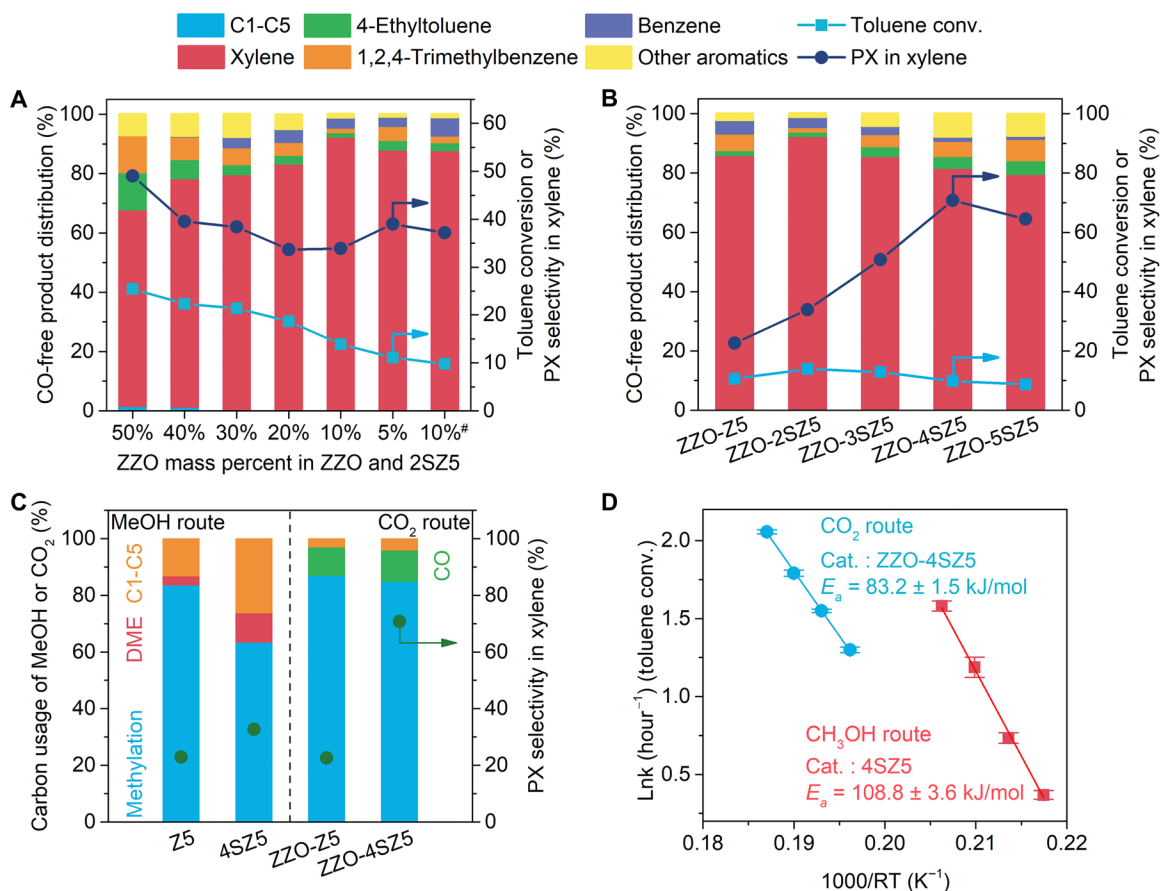 C1-C5 4-Ethyltoluene Benzene Toluene conv.
Xylene 1,2,4-Trimethylbenzene Other aromatics PX in xylene
A
CO-free product distribution (%)
100
80
60
40
20
0
50% 40% 30% 20% 10% 5% 10%#
ZZO mass percent in ZZO and 2SZ5
60
50
40
30
20
10
0
Toluene conversion or
PX selectivity in xylene (%)
B
CO-free product distribution (%)
100
80
60
40
20
0
ZZO-Z5 ZZO-2SZ5 ZZO-3SZ5 ZZO-4SZ5 ZZO-5SZ5
100
80
60
40
20
0
Toluene conversion or
PX selectivity in xylene (%)
C
Carbon usage of MeOH or CO2 (%)
100
80
60
40
20
0
MeOH route
CO2 route
C1-C5
DME
Methylation
CO
Z5 4SZ5 ZZO-Z5 ZZO-4SZ5
100
80
60
40
20
0
PX selectivity in xylene (%)
D
Lnk (hour−1) (toluene conv.)
2.0
1.5
1.0
0.5
CO2 route
Cat. : ZZO-4SZ5
Ea = 83.2 ± 1.5 kJ/mol
CH3OH route
Cat. : 4SZ5
Ea = 108.8 ± 3.6 kJ/mol
0.18 0.19 0.20 0.21 0.22
1000/RT (K−1)